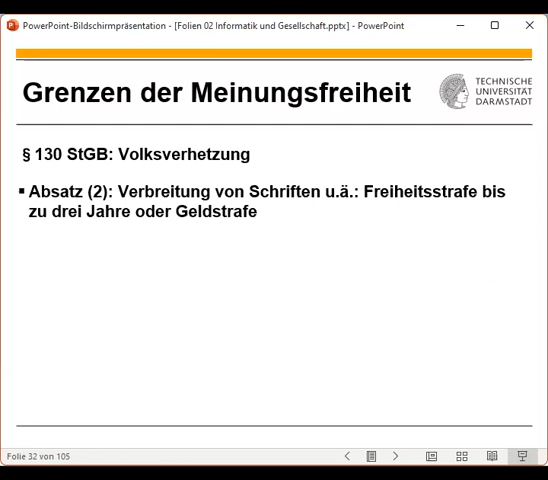 PowerPoint-Bildschirmpräsentation - [Folien 02 Informatik und Gesellschaft.pptx] - PowerPoint
Grenzen der Meinungsfreiheit
TECHNISCHE
UNIVERSITÄT
DARMSTADT
§ 130 StGB: Volksverhetzung
▪ Absatz (2): Verbreitung von Schriften u.ä.: Freiheitsstrafe bis
zu drei Jahre oder Geldstrafe
Folie 32 von 105